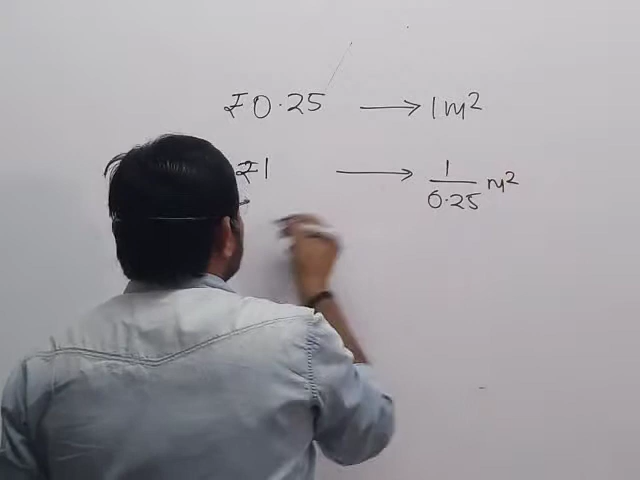 ₹0.25 → 1m²
₹1 → 1/0.25 m²